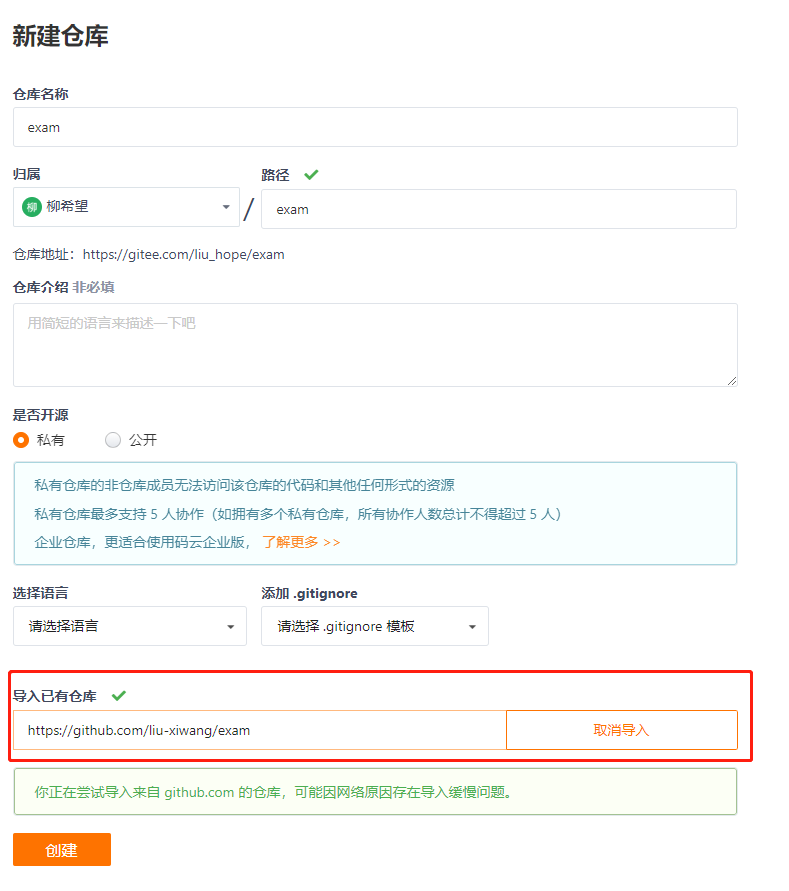 新建仓库
仓库名称
exam
归属
路径
柳 柳希望
/
exam
仓库地址：https://gitee.com/liu_hope/exam
仓库介绍 非必填
用简短的语言来描述一下吧
是否开源
私有
公开
私有仓库的非仓库成员无法访问该仓库的代码和其他任何形式的资源
私有仓库最多支持 5 人协作（如拥有多个私有仓库，所有协作人数总计不得超过 5 人）
企业仓库，更适合使用码云企业版， 了解更多 >>
选择语言
添加 .gitignore
请选择语言
请选择 .gitignore 模板
导入已有仓库
https://github.com/liu-xiwang/exam
取消导入
你正在尝试导入来自 github.com 的仓库，可能因网络原因存在导入缓慢问题。
创建